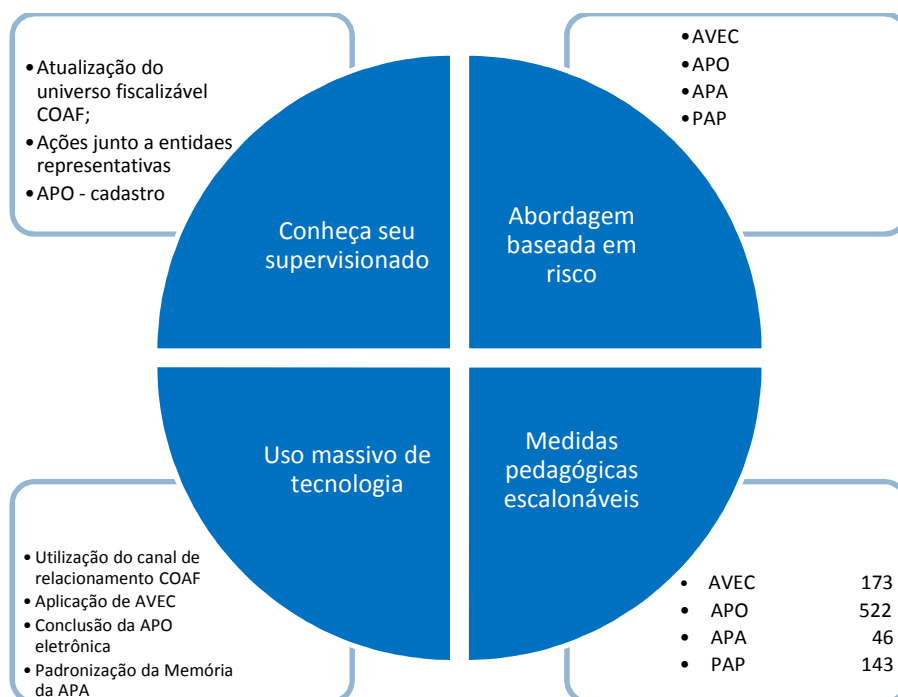 • Atualização do
universo fiscalizável
COAF;
• Ações junto a entidaes
representativas
• APO - cadastro
• AVEC
• APO
• APA
• PAP
Conheça seu
supervisionado
Abordagem
baseada em
risco
Uso massivo de
tecnologia
Medidas
pedagógicas
escalonáveis
• Utilização do canal de
relacionamento COAF
• Aplicação de AVEC
• Conclusão da APO
eletrônica
• Padronização da Memória
da APA
• AVEC 173
• APO 522
• APA 46
• PAP 143